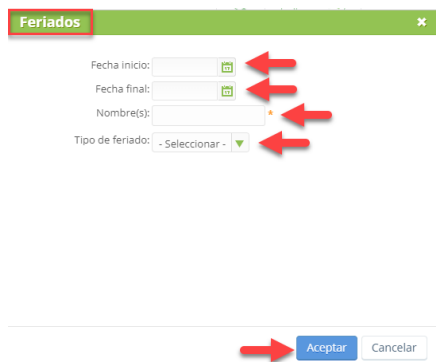 Feriados
Fecha inicio:
Fecha final:
Nombre(s): *
Tipo de feriado: - Seleccionar -
Aceptar Cancelar